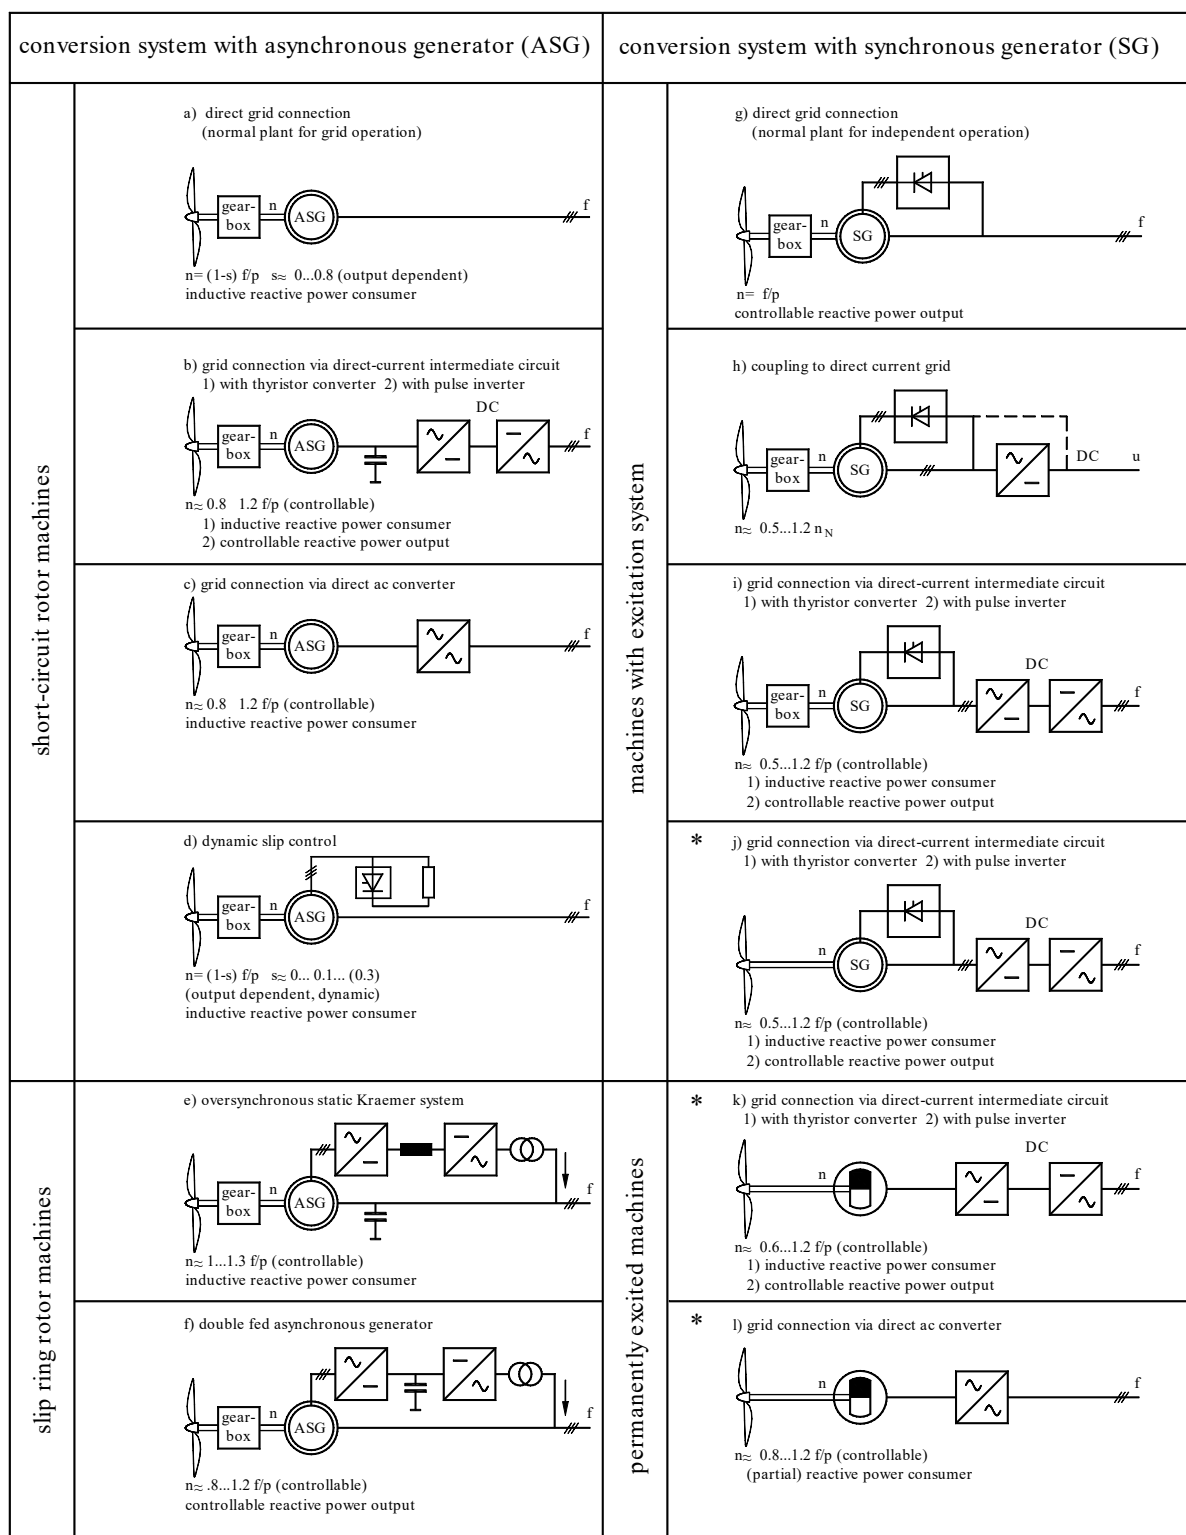 conversion system with asynchronous generator (ASG)
conversion system with synchronous generator (SG)
short-circuit rotor machines
a) direct grid connection
(normal plant for grid operation)
gear-
box
n
ASG
f
n= (1-s) f/p s≈ 0...0.8 (output dependent)
inductive reactive power consumer
b) grid connection via direct-current intermediate circuit
1) with thyristor converter 2) with pulse inverter
DC
gear-
box
n
ASG
f
n≈ 0.8 1.2 f/p (controllable)
1) inductive reactive power consumer
2) controllable reactive power output
c) grid connection via direct ac converter
gear-
box
n
ASG
f
n≈ 0.8 1.2 f/p (controllable)
inductive reactive power consumer
d) dynamic slip control
gear-
box
n
ASG
f
n= (1-s) f/p s≈ 0... 0.1... (0.3)
(output dependent, dynamic)
inductive reactive power consumer
slip ring rotor machines
e) oversynchronous static Kraemer system
gear-
box
n
ASG
f
n≈ 1...1.3 f/p (controllable)
inductive reactive power consumer
f) double fed asynchronous generator
gear-
box
n
ASG
f
n≈ .8...1.2 f/p (controllable)
controllable reactive power output
machines with excitation system
g) direct grid connection
(normal plant for independent operation)
gear-
box
n
SG
f
n= f/p
controllable reactive power output
h) coupling to direct current grid
gear-
box
n
SG
DC
u
n≈ 0.5...1.2 n N
i) grid connection via direct-current intermediate circuit
1) with thyristor converter 2) with pulse inverter
DC
gear-
box
n
SG
f
n≈ 0.5...1.2 f/p (controllable)
1) inductive reactive power consumer
2) controllable reactive power output
* j) grid connection via direct-current intermediate circuit
1) with thyristor converter 2) with pulse inverter
DC
n
SG
f
n≈ 0.5...1.2 f/p (controllable)
1) inductive reactive power consumer
2) controllable reactive power output
permanently excited machines
* k) grid connection via direct-current intermediate circuit
1) with thyristor converter 2) with pulse inverter
DC
n
f
n≈ 0.6...1.2 f/p (controllable)
1) inductive reactive power consumer
2) controllable reactive power output
* l) grid connection via direct ac converter
n
f
n≈ 0.8...1.2 f/p (controllable)
(partial) reactive power consumer